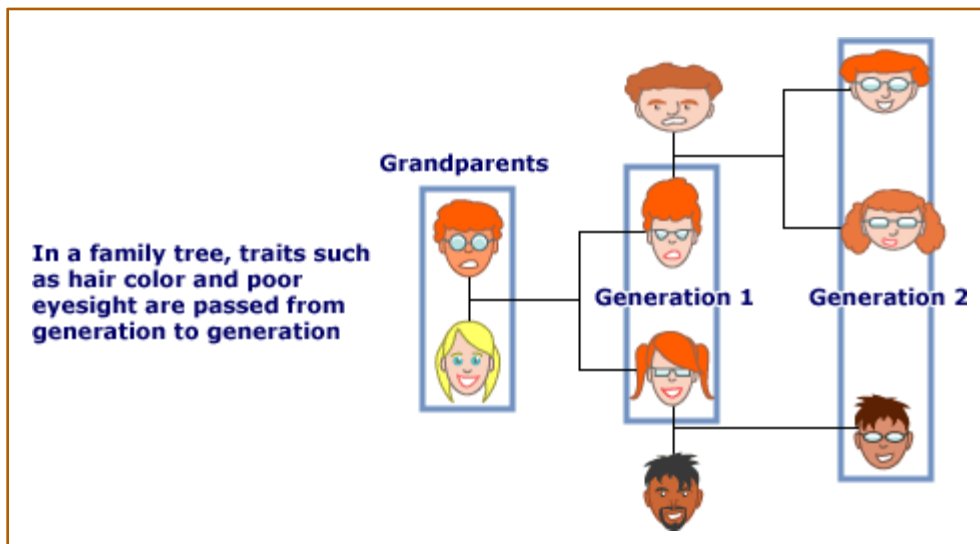 Grandparents
In a family tree, traits such
as hair color and poor
eyesight are passed from
generation to generation
Generation 1
Generation 2